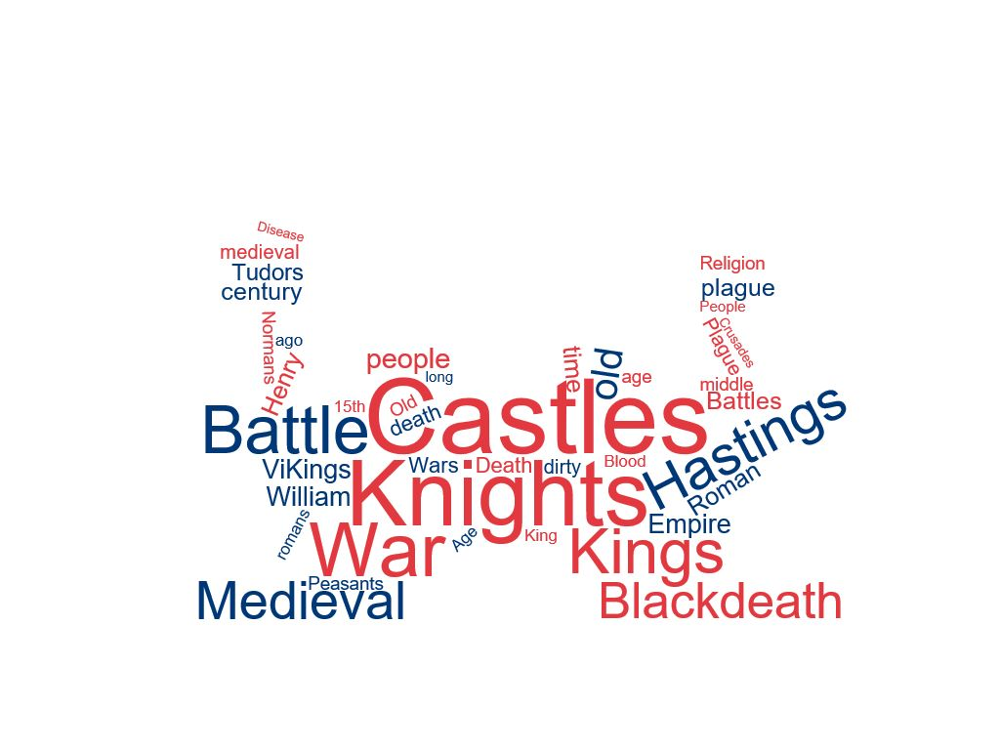 Disease
medieval
Tudors
century
Religion
plague
People
Crusades
Plague
Normans
ago
Henry
people
long
time
old
age
middle
Battles
15th
Old
death
Castles
Battle
Hastings
ViKings
Wars
Death
dirty
Blood
William
Knights
Roman
Empire
romans
War
Age
King
Kings
Peasants
Medieval
Blackdeath